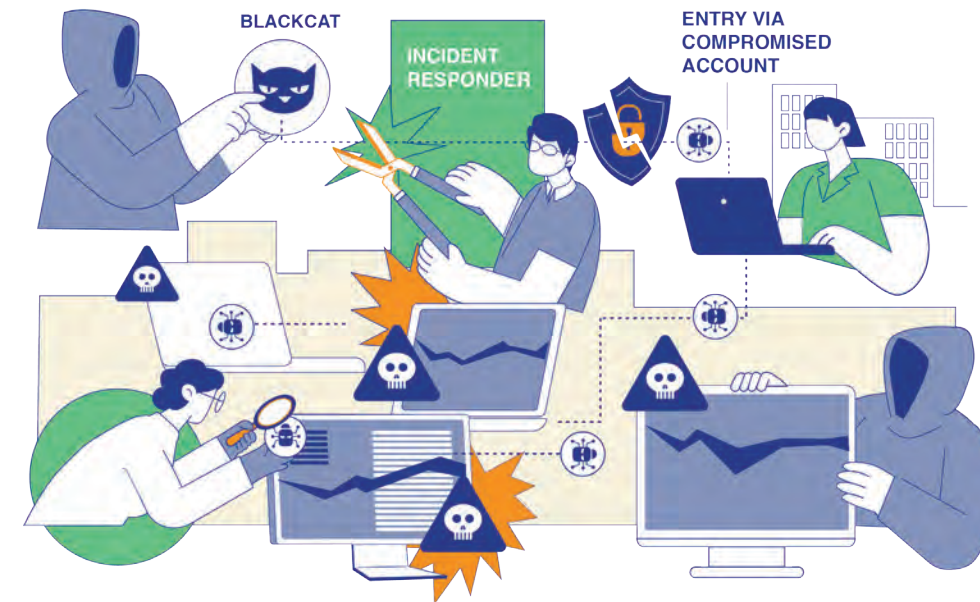 BLACKCAT
INCIDENT
RESPONDER
ENTRY VIA
COMPROMISED
ACCOUNT